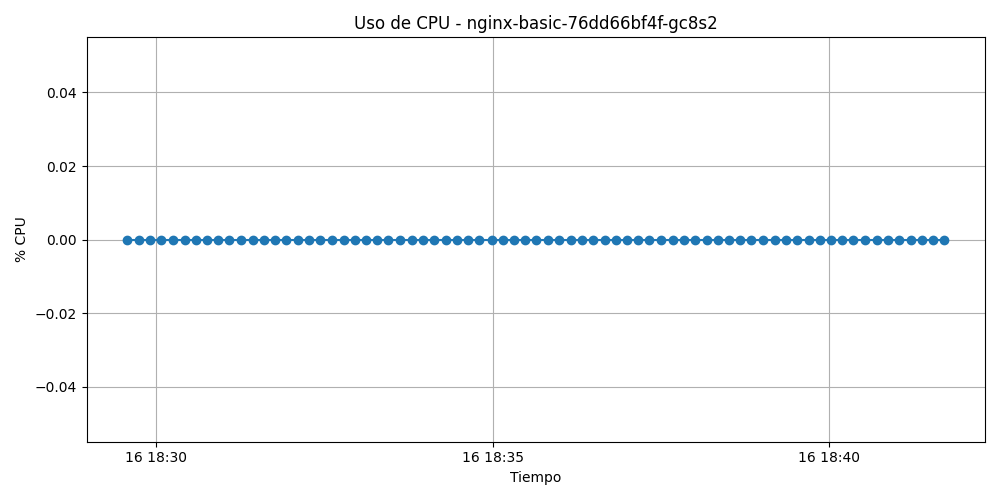 Uso de CPU - nginx-basic-76dd66bf4f-gc8s2
0.04
0.02
0.00
−0.02
−0.04
% CPU
16 18:30
16 18:35
16 18:40
Tiempo